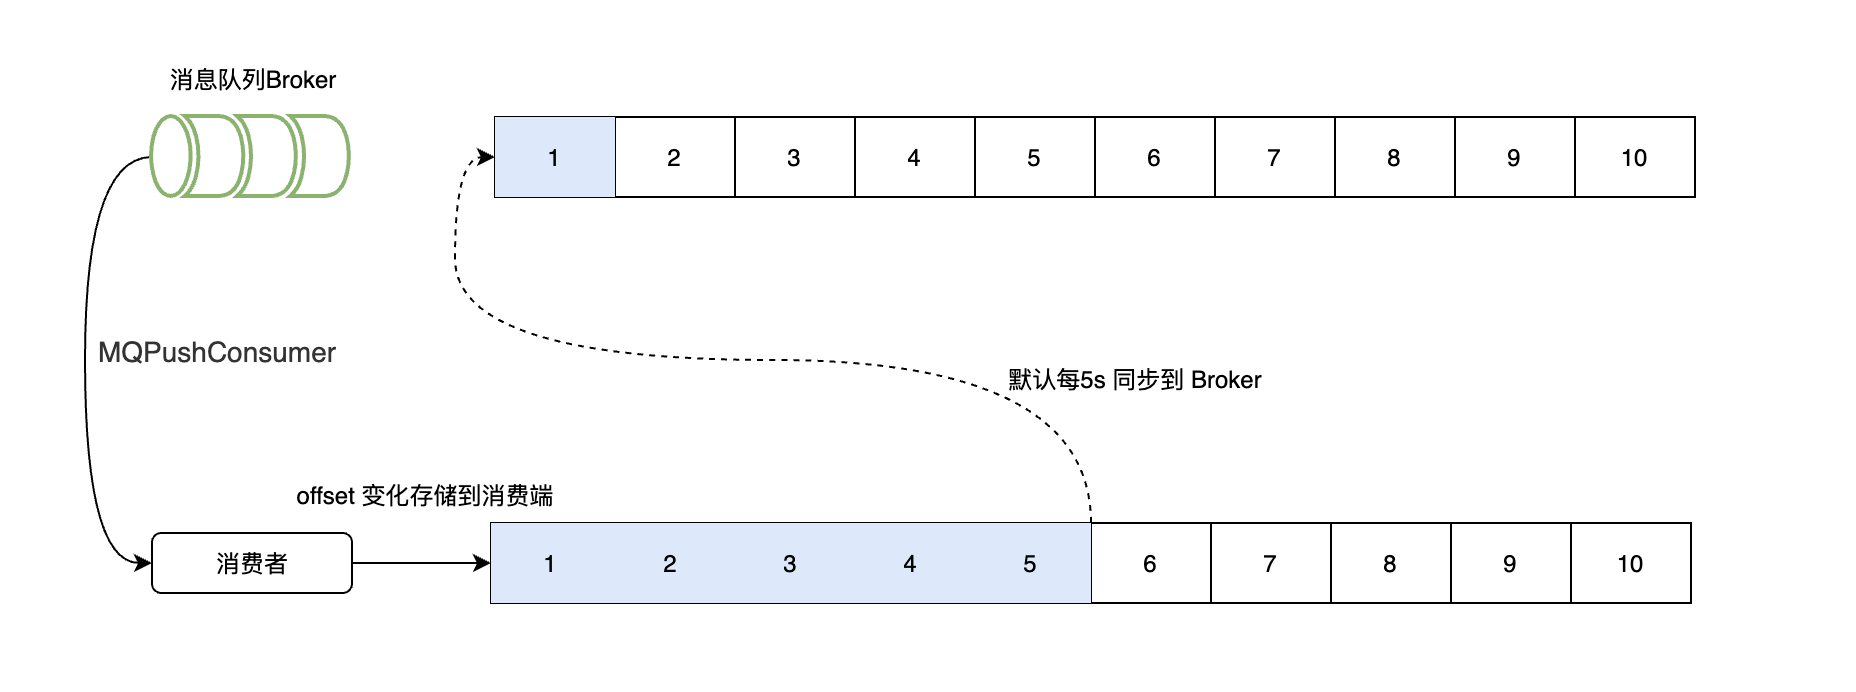 消息队列Broker
1 2 3 4 5 6 7 8 9 10
MQPushConsumer
默认每5s 同步到 Broker
offset 变化存储到消费端
消费者
1 2 3 4 5 6 7 8 9 10